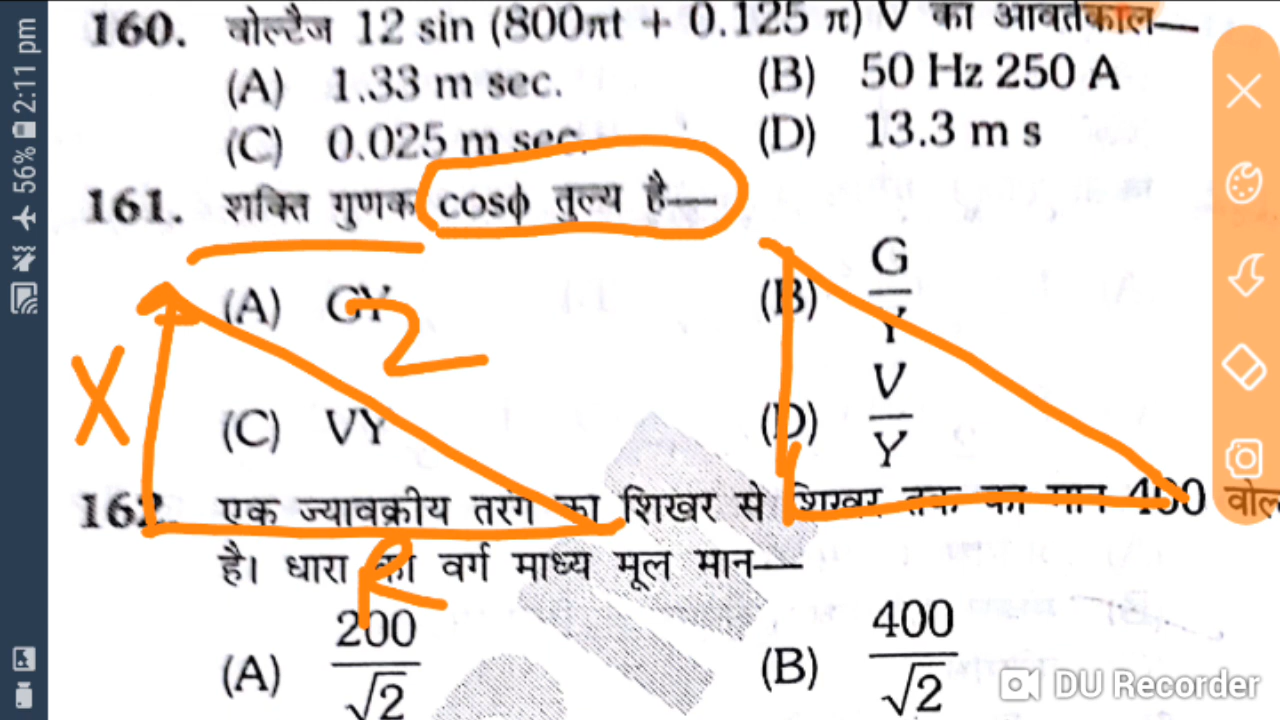 2:11 pm
56%
160. वोल्टेज 12 sin (800πt + 0.125 π) V का आवर्तकाल—
(A) 1.33 m sec. (B) 50 Hz 250 A
(C) 0.025 m sec. (D) 13.3 m s
161. शक्ति गुणक cosϕ तुल्य है—
(A) GY (B) G/Y
Z
X
(C) VY (D) V/Y
162. एक ज्यावक्रीय तरंग का शिखर से शिखर तक का मान 400
है। धारा का वर्ग माध्य मूल मान—
R
(A) 200/√2 (B) 400/√2
DU Recorder